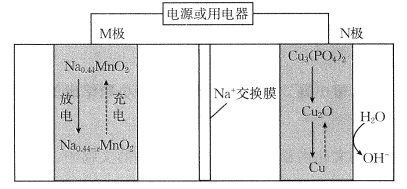 电源或用电器
M极
N极
Na₀.₄₄MnO₂
放电
充电
Na₀.₄₄₋ₓMnO₂
Na⁺交换膜
Cu₃(PO₄)₂
Cu₂O
Cu
H₂O
OH⁻